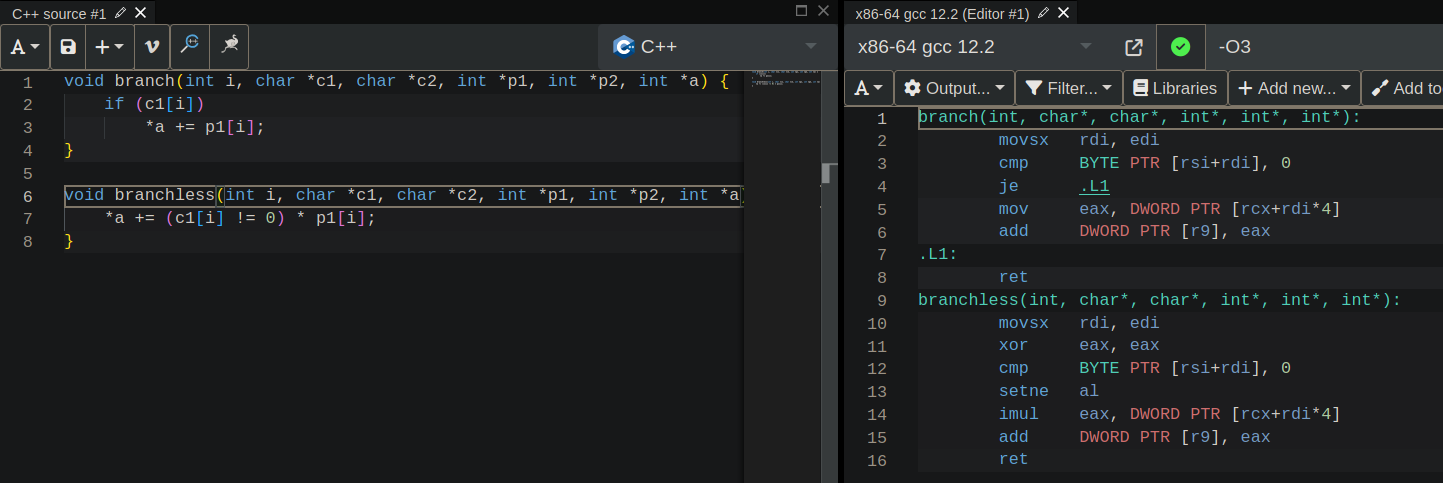 C++ source #1
A
+
v
C++
1 void branch(int i, char *c1, char *c2, int *p1, int *p2, int *a) {
2     if (c1[i])
3         *a += p1[i];
4 }
5
6 void branchless(int i, char *c1, char *c2, int *p1, int *p2, int *a
7     *a += (c1[i] != 0) * p1[i];
8 }
x86-64 gcc 12.2 (Editor #1)
x86-64 gcc 12.2
-O3
A Output... Filter... Libraries + Add new... Add to
1 branch(int, char*, char*, int*, int*, int*):
2         movsx   rdi, edi
3         cmp     BYTE PTR [rsi+rdi], 0
4         je      .L1
5         mov     eax, DWORD PTR [rcx+rdi*4]
6         add     DWORD PTR [r9], eax
7 .L1:
8         ret
9 branchless(int, char*, char*, int*, int*, int*):
10         movsx   rdi, edi
11         xor     eax, eax
12         cmp     BYTE PTR [rsi+rdi], 0
13         setne   al
14         imul    eax, DWORD PTR [rcx+rdi*4]
15         add     DWORD PTR [r9], eax
16         ret